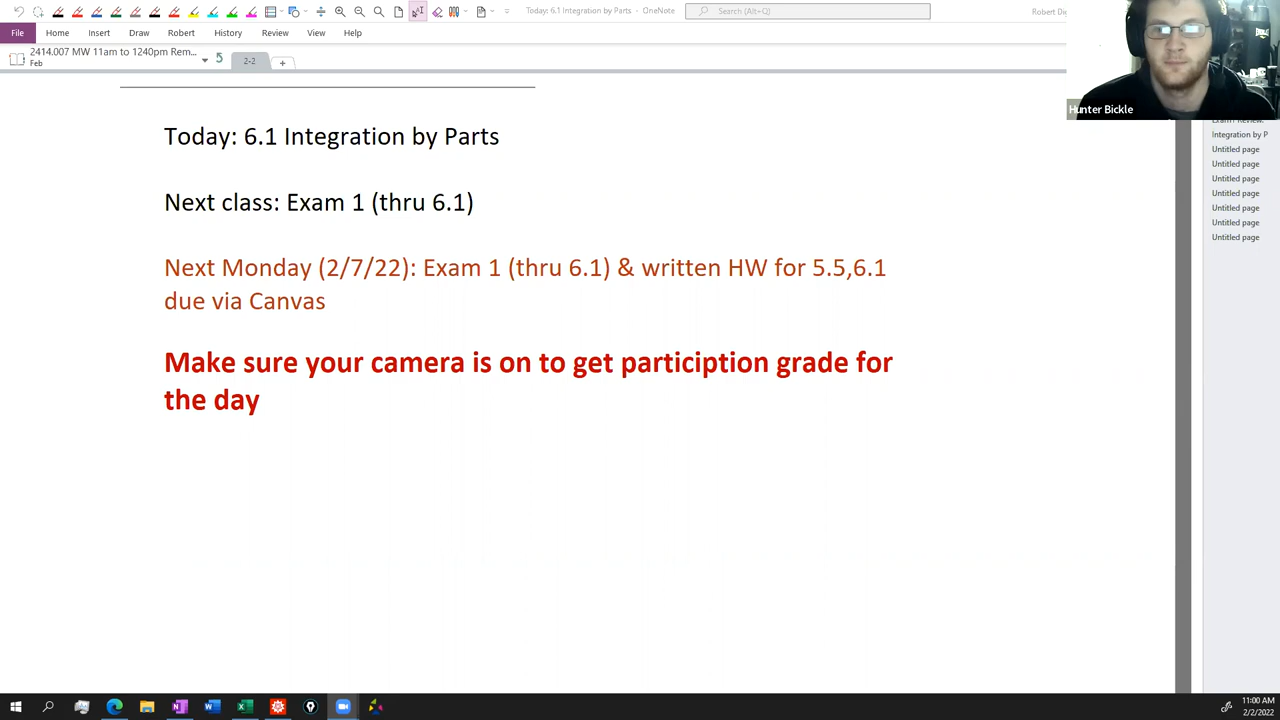 Today: 6.1 Integration by Parts - OneNote
Search (Alt+Q)
Robert Di
File Home Insert Draw Robert History Review View Help
2414.007 MW 11am to 1240pm Rem...
Feb
2-2
Hunter Bickle
Today: 6.1 Integration by Parts
Next class: Exam 1 (thru 6.1)
Next Monday (2/7/22): Exam 1 (thru 6.1) & written HW for 5.5,6.1
due via Canvas
Make sure your camera is on to get particiption grade for
the day
Exam1 Review.
Integration by P
Untitled page
Untitled page
Untitled page
Untitled page
Untitled page
Untitled page
Untitled page
11:00 AM
2/2/2022